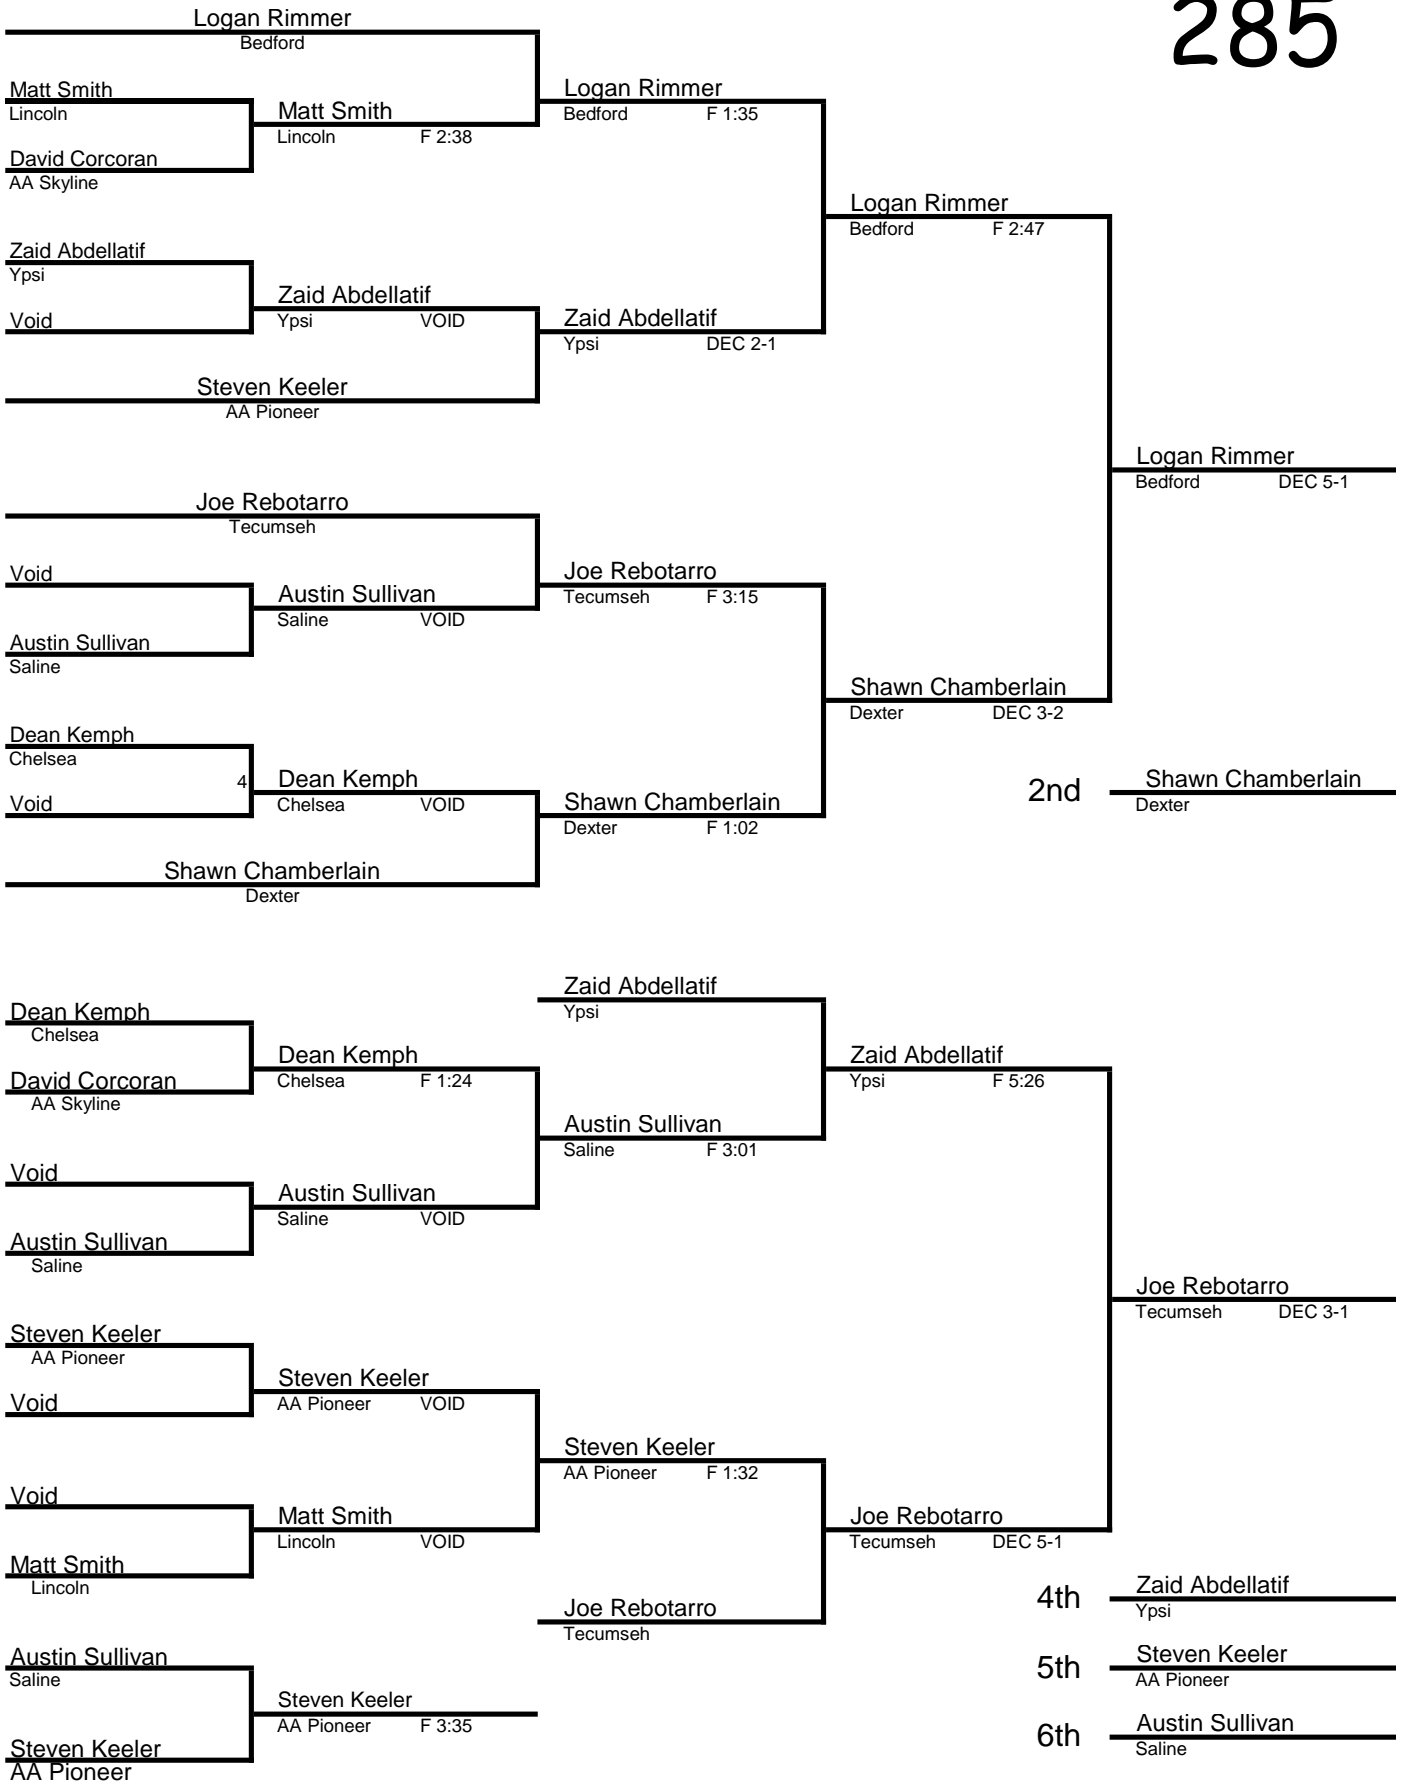 285
Logan Rimmer
Bedford
Matt Smith
Lincoln
Matt Smith
Lincoln F 2:38
David Corcoran
AA Skyline
Logan Rimmer
Bedford F 1:35
Zaid Abdellatif
Ypsi
Void
Zaid Abdellatif
Ypsi VOID
Steven Keeler
AA Pioneer
Zaid Abdellatif
Ypsi DEC 2-1
Logan Rimmer
Bedford F 2:47
Joe Rebotarro
Tecumseh
Void
Austin Sullivan
Saline VOID
Austin Sullivan
Saline
Joe Rebotarro
Tecumseh F 3:15
Dean Kemph
Chelsea
4
Void
Dean Kemph
Chelsea VOID
Shawn Chamberlain
Dexter
Shawn Chamberlain
Dexter F 1:02
Shawn Chamberlain
Dexter DEC 3-2
Logan Rimmer
Bedford DEC 5-1
2nd Shawn Chamberlain
Dexter
Dean Kemph
Chelsea
David Corcoran
AA Skyline
Dean Kemph
Chelsea F 1:24
Void
Austin Sullivan
Saline
Austin Sullivan
Saline VOID
Zaid Abdellatif
Ypsi
Austin Sullivan
Saline F 3:01
Zaid Abdellatif
Ypsi F 5:26
Steven Keeler
AA Pioneer
Void
Steven Keeler
AA Pioneer VOID
Void
Matt Smith
Lincoln
Matt Smith
Lincoln VOID
Steven Keeler
AA Pioneer F 1:32
Joe Rebotarro
Tecumseh
Joe Rebotarro
Tecumseh DEC 5-1
Joe Rebotarro
Tecumseh DEC 3-1
Austin Sullivan
Saline
Steven Keeler
AA Pioneer
Steven Keeler
AA Pioneer F 3:35
4th Zaid Abdellatif
Ypsi
5th Steven Keeler
AA Pioneer
6th Austin Sullivan
Saline